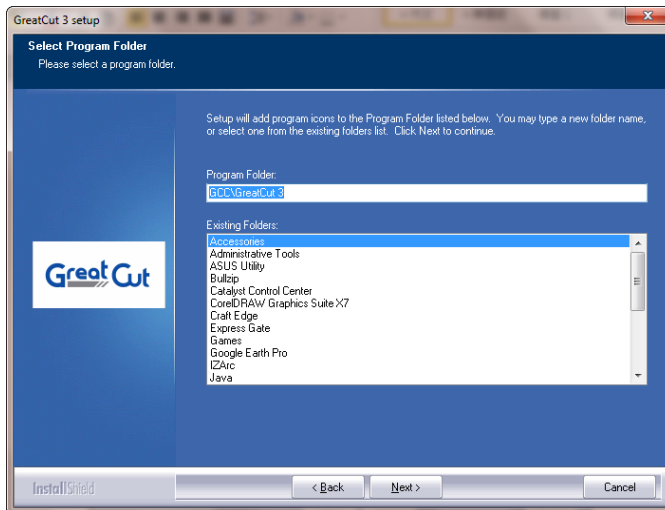 GreatCut 3 setup
Select Program Folder
Please select a program folder.
Setup will add program icons to the Program Folder listed below.  You may type a new folder name,
or select one from the existing folders list.  Click Next to continue.
Program Folder:
GCC\GreatCut 3
Existing Folders:
Accessories
Administrative Tools
ASUS Utility
Bullzip
Catalyst Control Center
CorelDRAW Graphics Suite X7
Craft Edge
Express Gate
Games
Google Earth Pro
IZArc
Java
Great Cut
InstallShield
< Back
Next >
Cancel